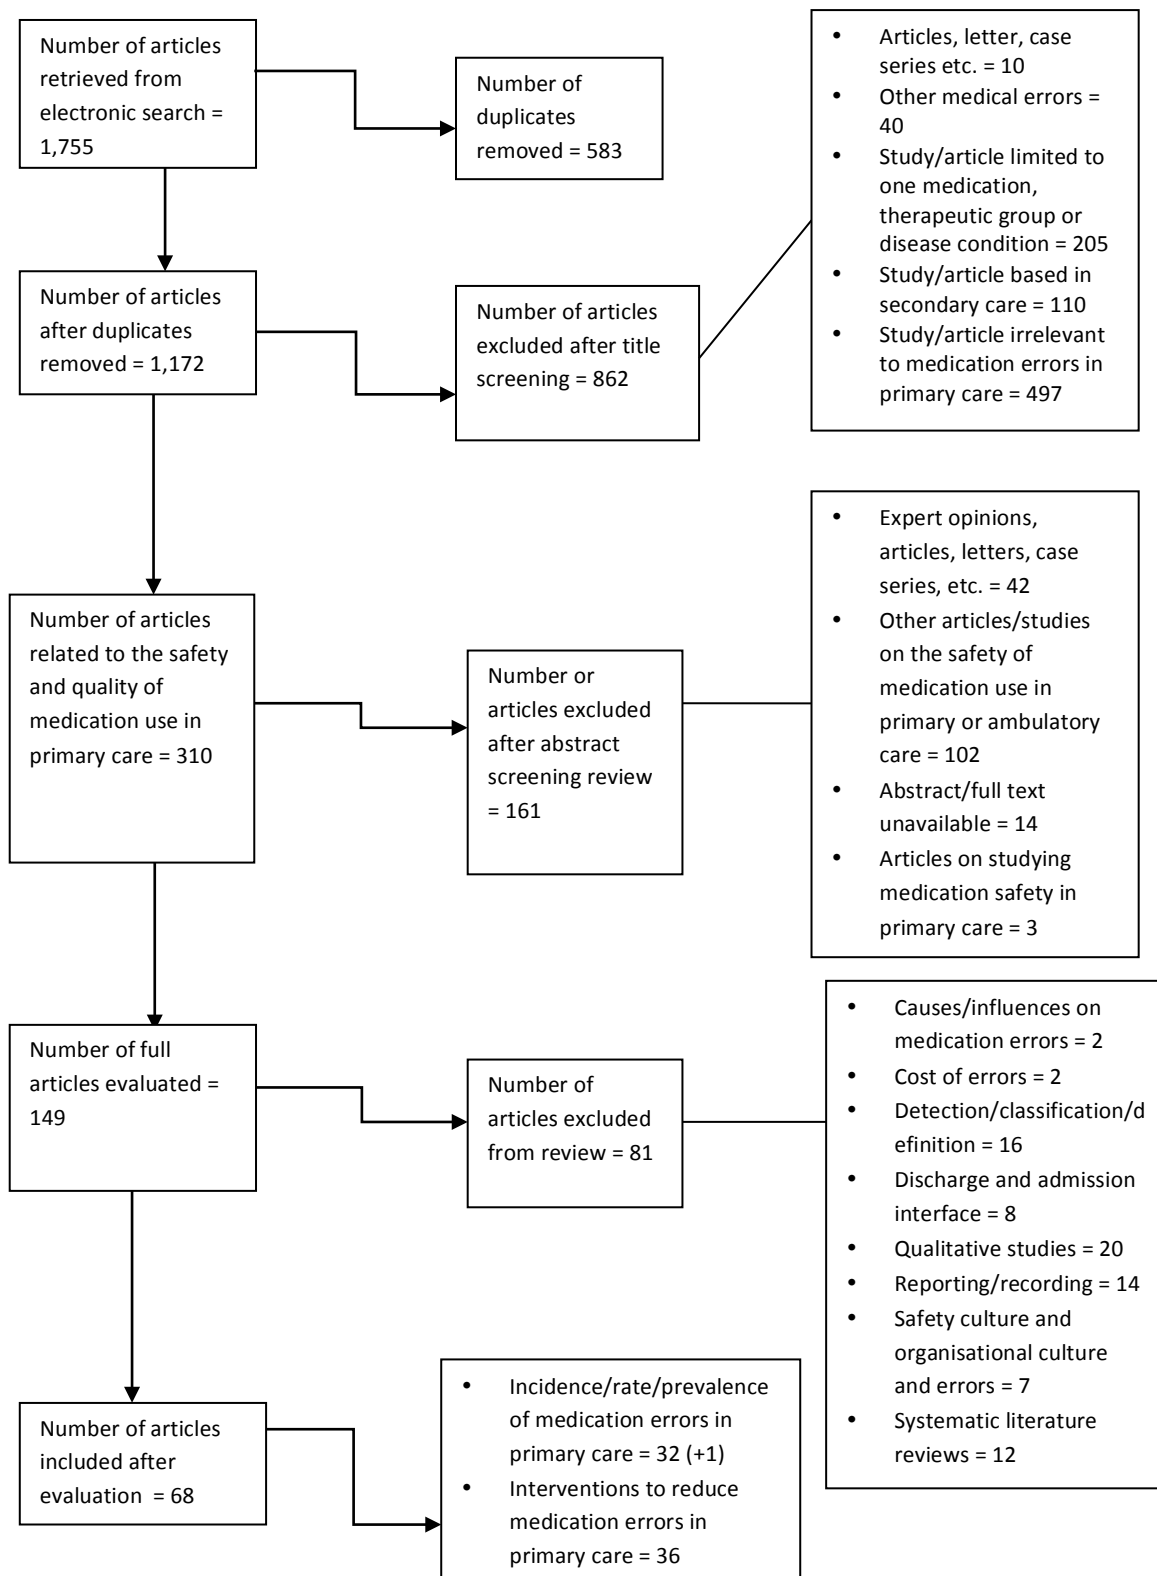 Number of articles
retrieved from
electronic search =
1,755
Number of
duplicates
removed = 583
• Articles, letter, case
series etc. = 10
• Other medical errors =
40
• Study/article limited to
one medication,
therapeutic group or
disease condition = 205
• Study/article based in
secondary care = 110
• Study/article irrelevant
to medication errors in
primary care = 497
Number of articles
after duplicates
removed = 1,172
Number of articles
excluded after title
screening = 862
Number of articles
related to the safety
and quality of
medication use in
primary care = 310
Number or
articles excluded
after abstract
screening review
= 161
• Expert opinions,
articles, letters, case
series, etc. = 42
• Other articles/studies
on the safety of
medication use in
primary or ambulatory
care = 102
• Abstract/full text
unavailable = 14
• Articles on studying
medication safety in
primary care = 3
Number of full
articles evaluated =
149
Number of
articles excluded
from review = 81
• Causes/influences on
medication errors = 2
• Cost of errors = 2
• Detection/classification/d
efinition = 16
• Discharge and admission
interface = 8
• Qualitative studies = 20
• Reporting/recording = 14
• Safety culture and
organisational culture
and errors = 7
• Systematic literature
reviews = 12
Number of articles
included after
evaluation  = 68
• Incidence/rate/prevalence
of medication errors in
primary care = 32 (+1)
• Interventions to reduce
medication errors in
primary care = 36